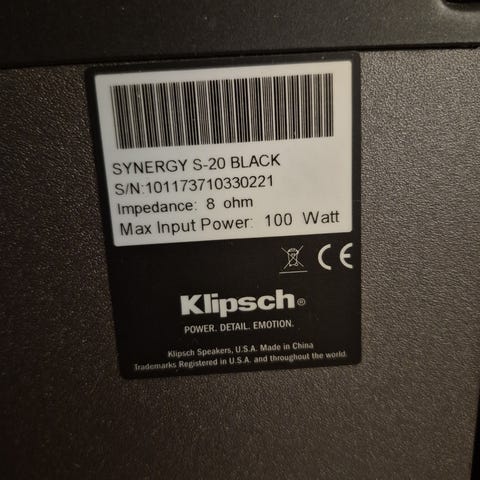 SYNERGY S-20 BLACK
S/N:101173710330221
Impedance: 8 ohm
Max Input Power: 100 Watt
CE
Klipsch®
POWER. DETAIL. EMOTION.
Klipsch Speakers, U.S.A. Made in China
Trademarks Registered in U.S.A. and throughout the world.